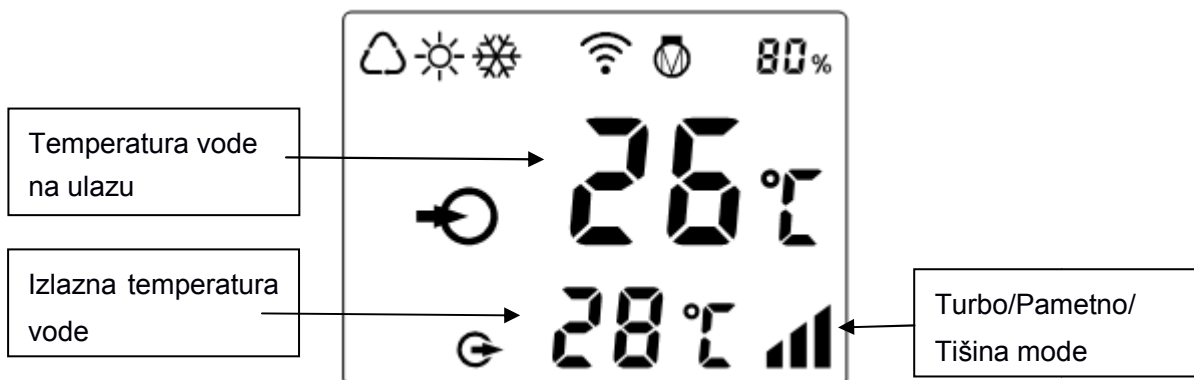 80%
Temperatura vode
na ulazu
26°C
Izlazna temperatura
vode
28°C
Turbo/Pametno/
Tišina mode